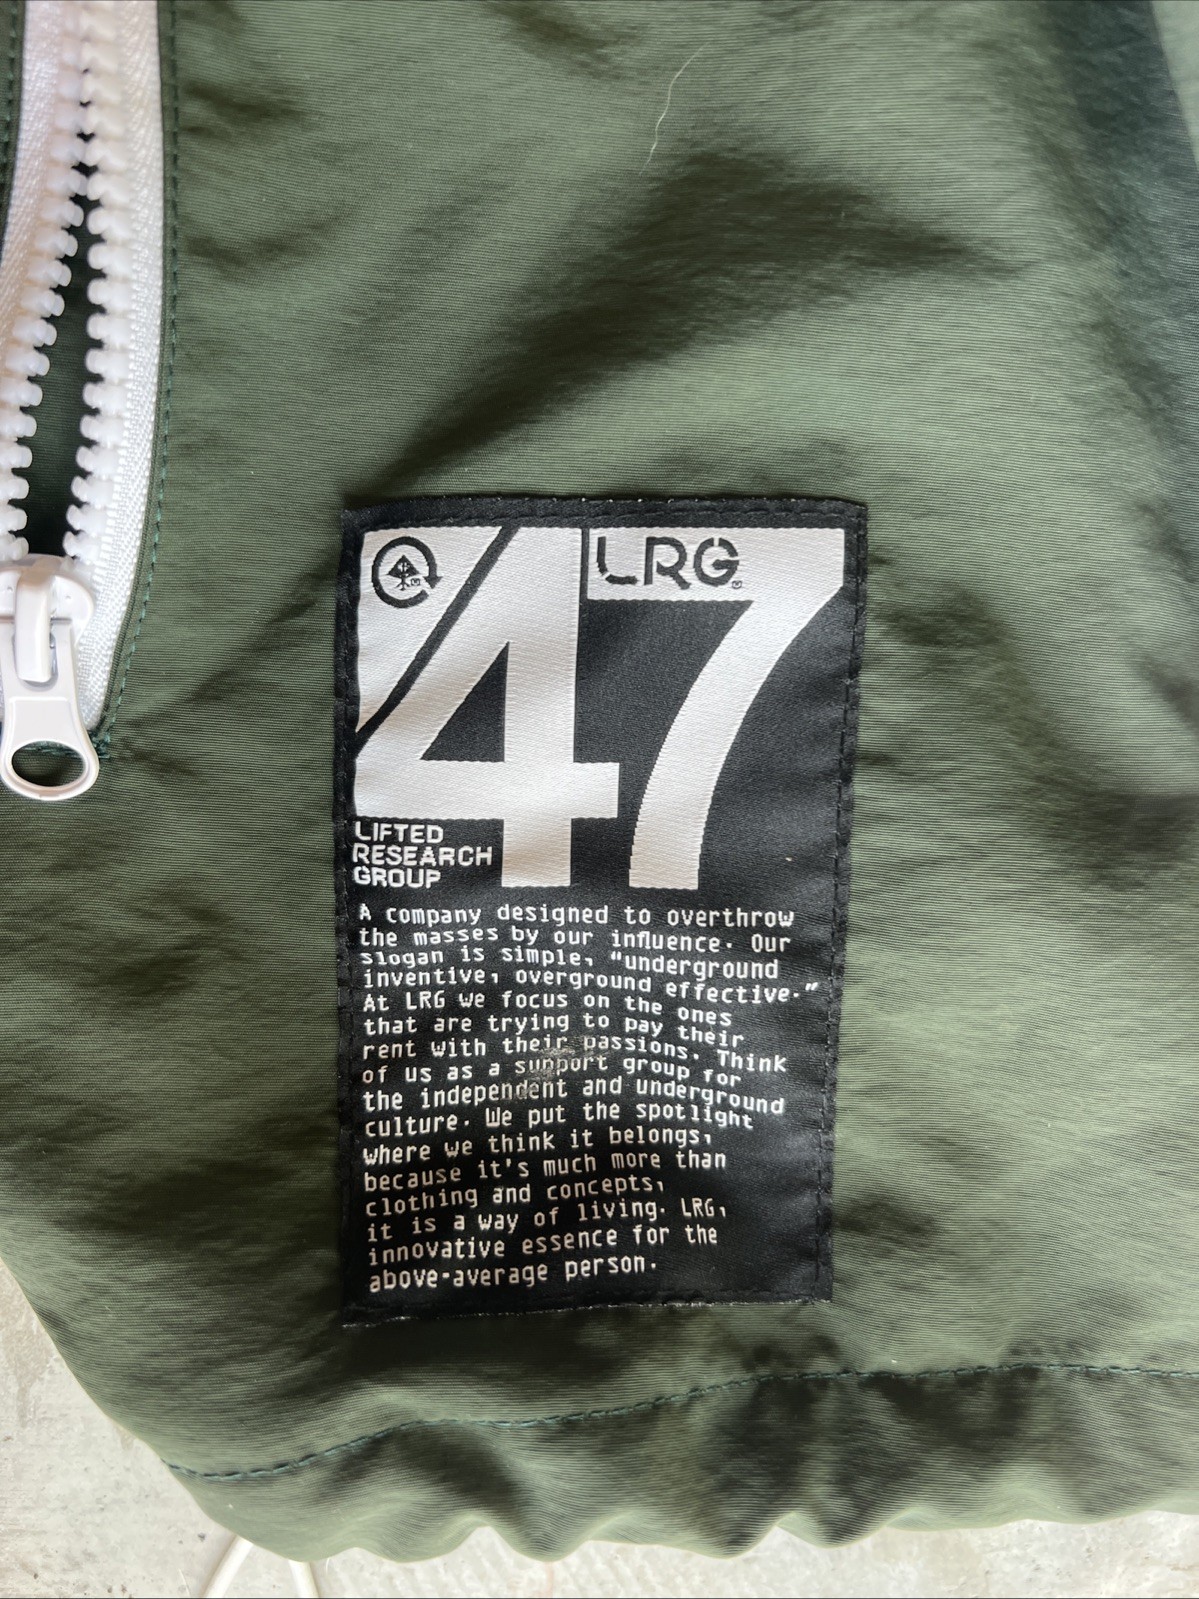 LRG
47
LIFTED
RESEARCH
GROUP
A company designed to overthrow
the masses by our influence. Our
slogan is simple, "underground
inventive, overground effective."
At LRG we focus on the ones
that are trying to pay their
rent with their passions. Think
of us as a support group for
the independent and underground
culture. We put the spotlight
where we think it belongs,
because it's much more than
clothing and concepts,
it is a way of living. LRG,
innovative essence for the
above-average person.